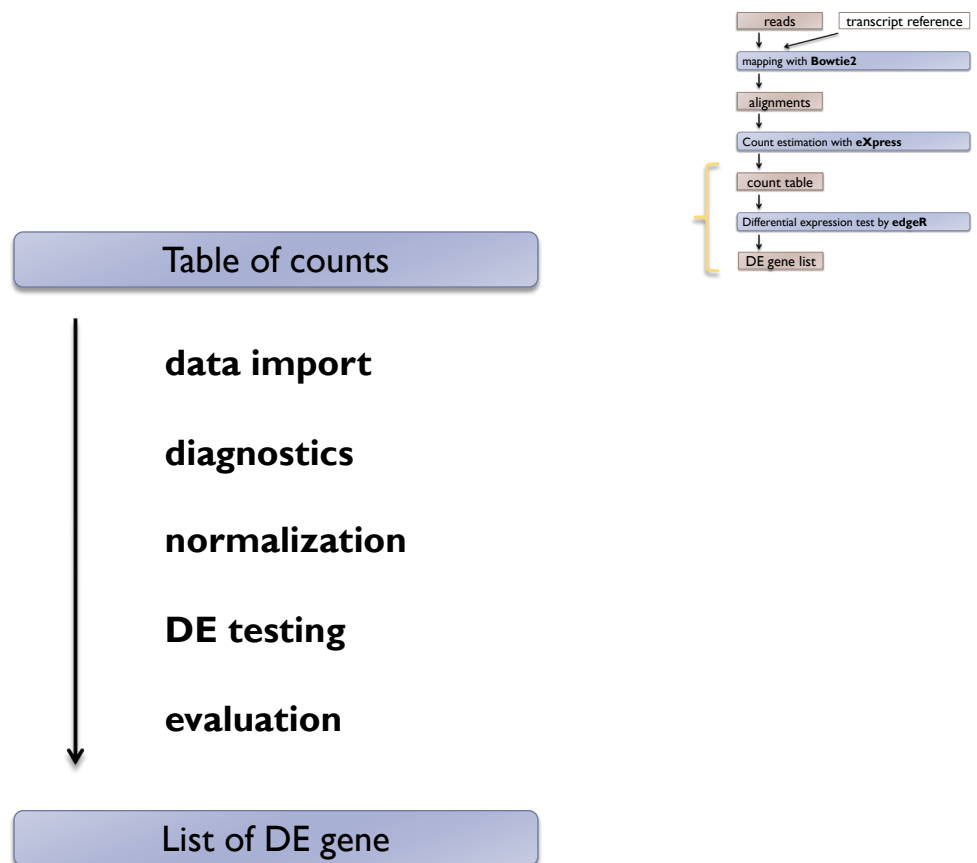 reads
transcript reference
mapping with Bowtie2
alignments
Count estimation with eXpress
count table
Differential expression test by edgeR
DE gene list
Table of counts
data import
diagnostics
normalization
DE testing
evaluation
List of DE gene